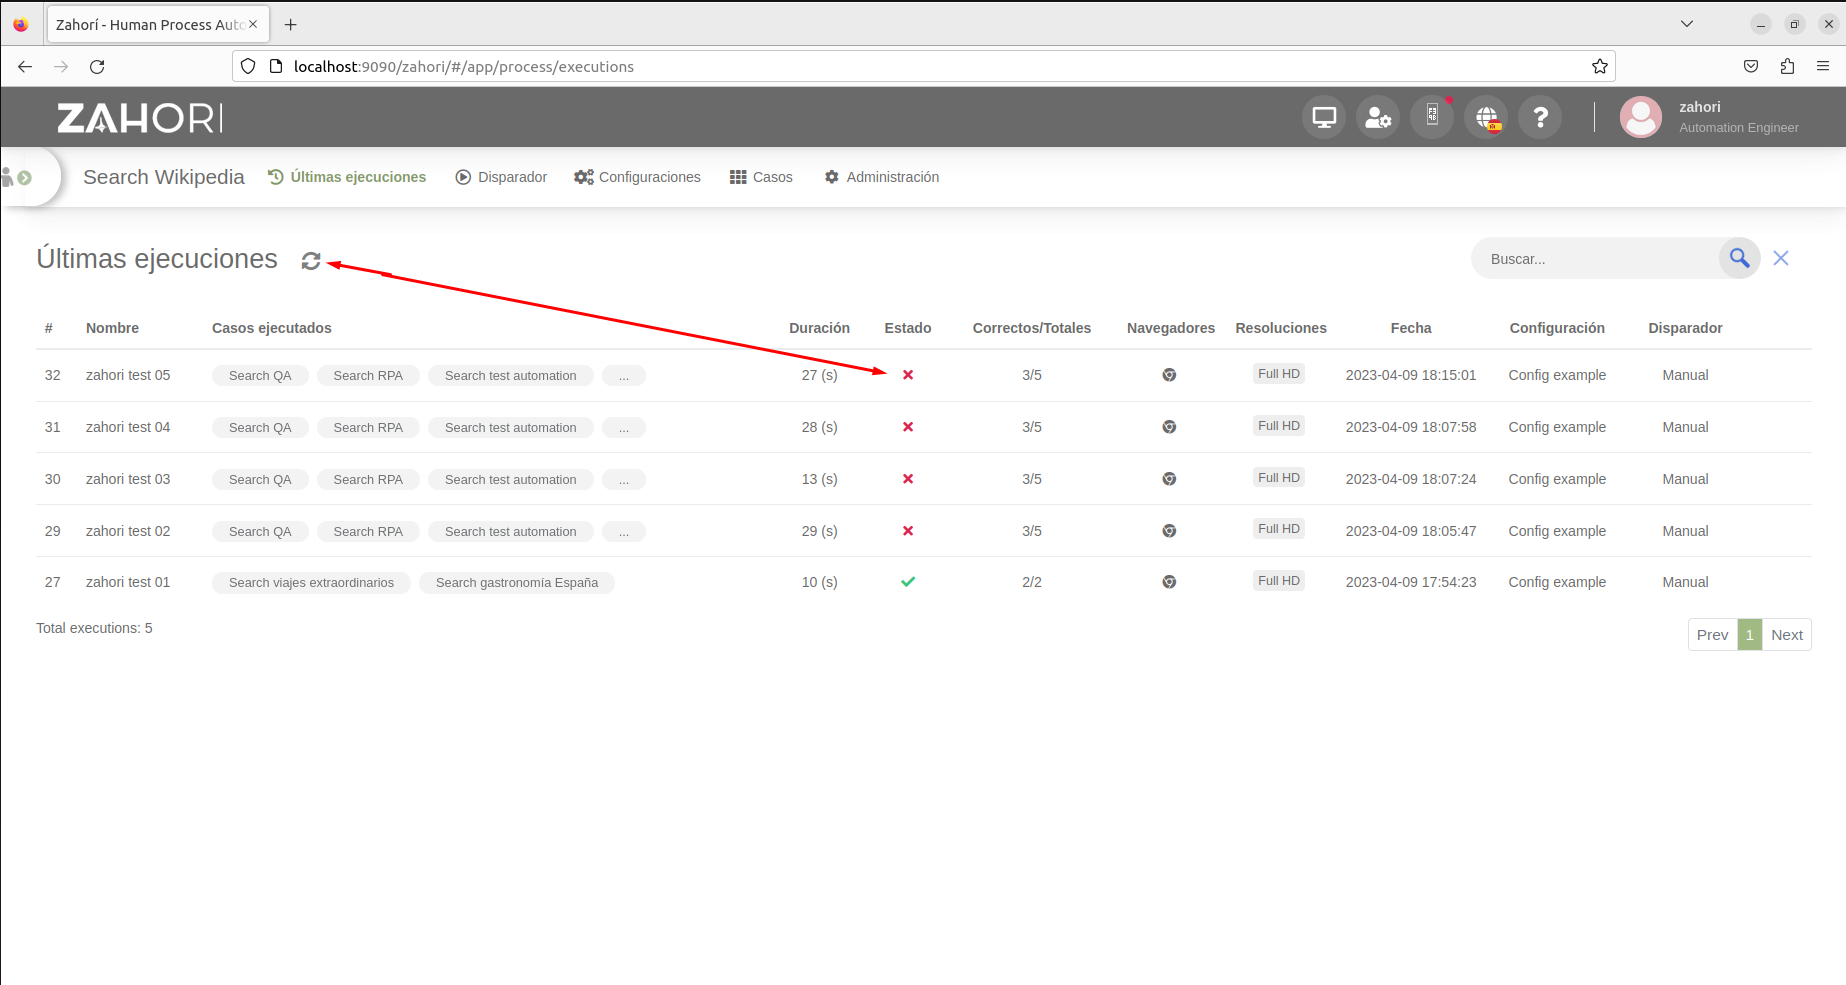 Zahorí - Human Process Auto
localhost:9090/zahori/#/app/process/executions
ZAHORI
zahori
Automation Engineer
Search Wikipedia Últimas ejecuciones Disparador Configuraciones Casos Administración
Últimas ejecuciones Buscar...
# Nombre Casos ejecutados Duración Estado Correctos/Totales Navegadores Resoluciones Fecha Configuración Disparador
32 zahori test 05 Search QA Search RPA Search test automation ... 27 (s) 3/5 Full HD 2023-04-09 18:15:01 Config example Manual
31 zahori test 04 Search QA Search RPA Search test automation ... 28 (s) 3/5 Full HD 2023-04-09 18:07:58 Config example Manual
30 zahori test 03 Search QA Search RPA Search test automation ... 13 (s) 3/5 Full HD 2023-04-09 18:07:24 Config example Manual
29 zahori test 02 Search QA Search RPA Search test automation ... 29 (s) 3/5 Full HD 2023-04-09 18:05:47 Config example Manual
27 zahori test 01 Search viajes extraordinarios Search gastronomía España 10 (s) 2/2 Full HD 2023-04-09 17:54:23 Config example Manual
Total executions: 5
Prev 1 Next